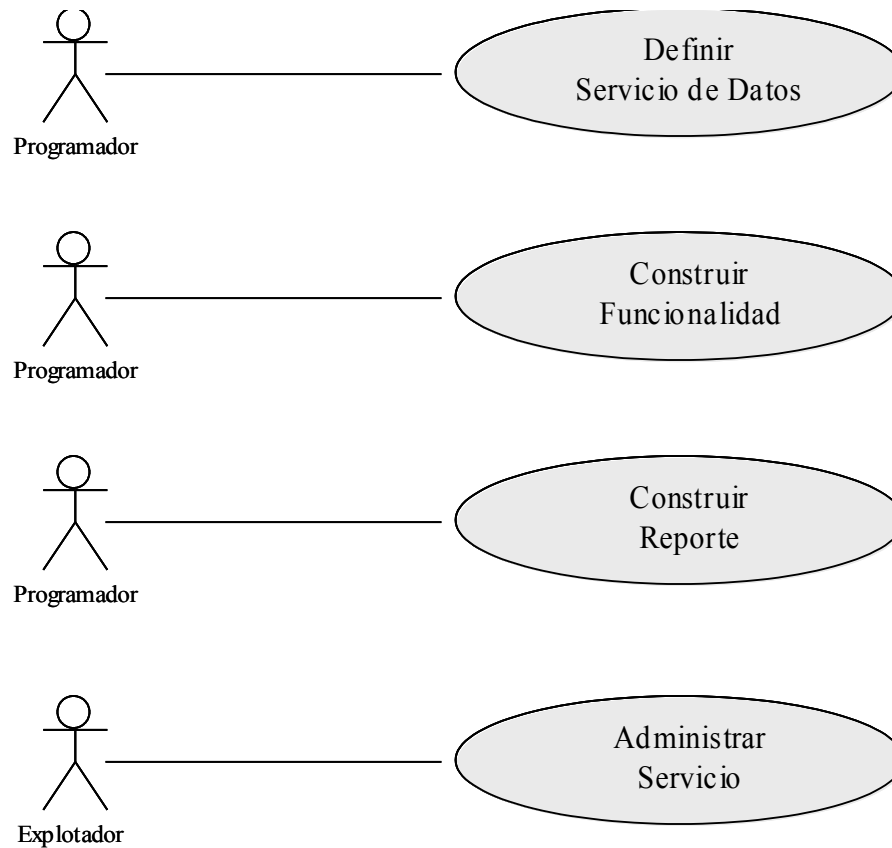 Definir
Servicio de Datos
Programador
Construir
Funcionalidad
Programador
Construir
Reporte
Programador
Administrar
Servicio
Explotador